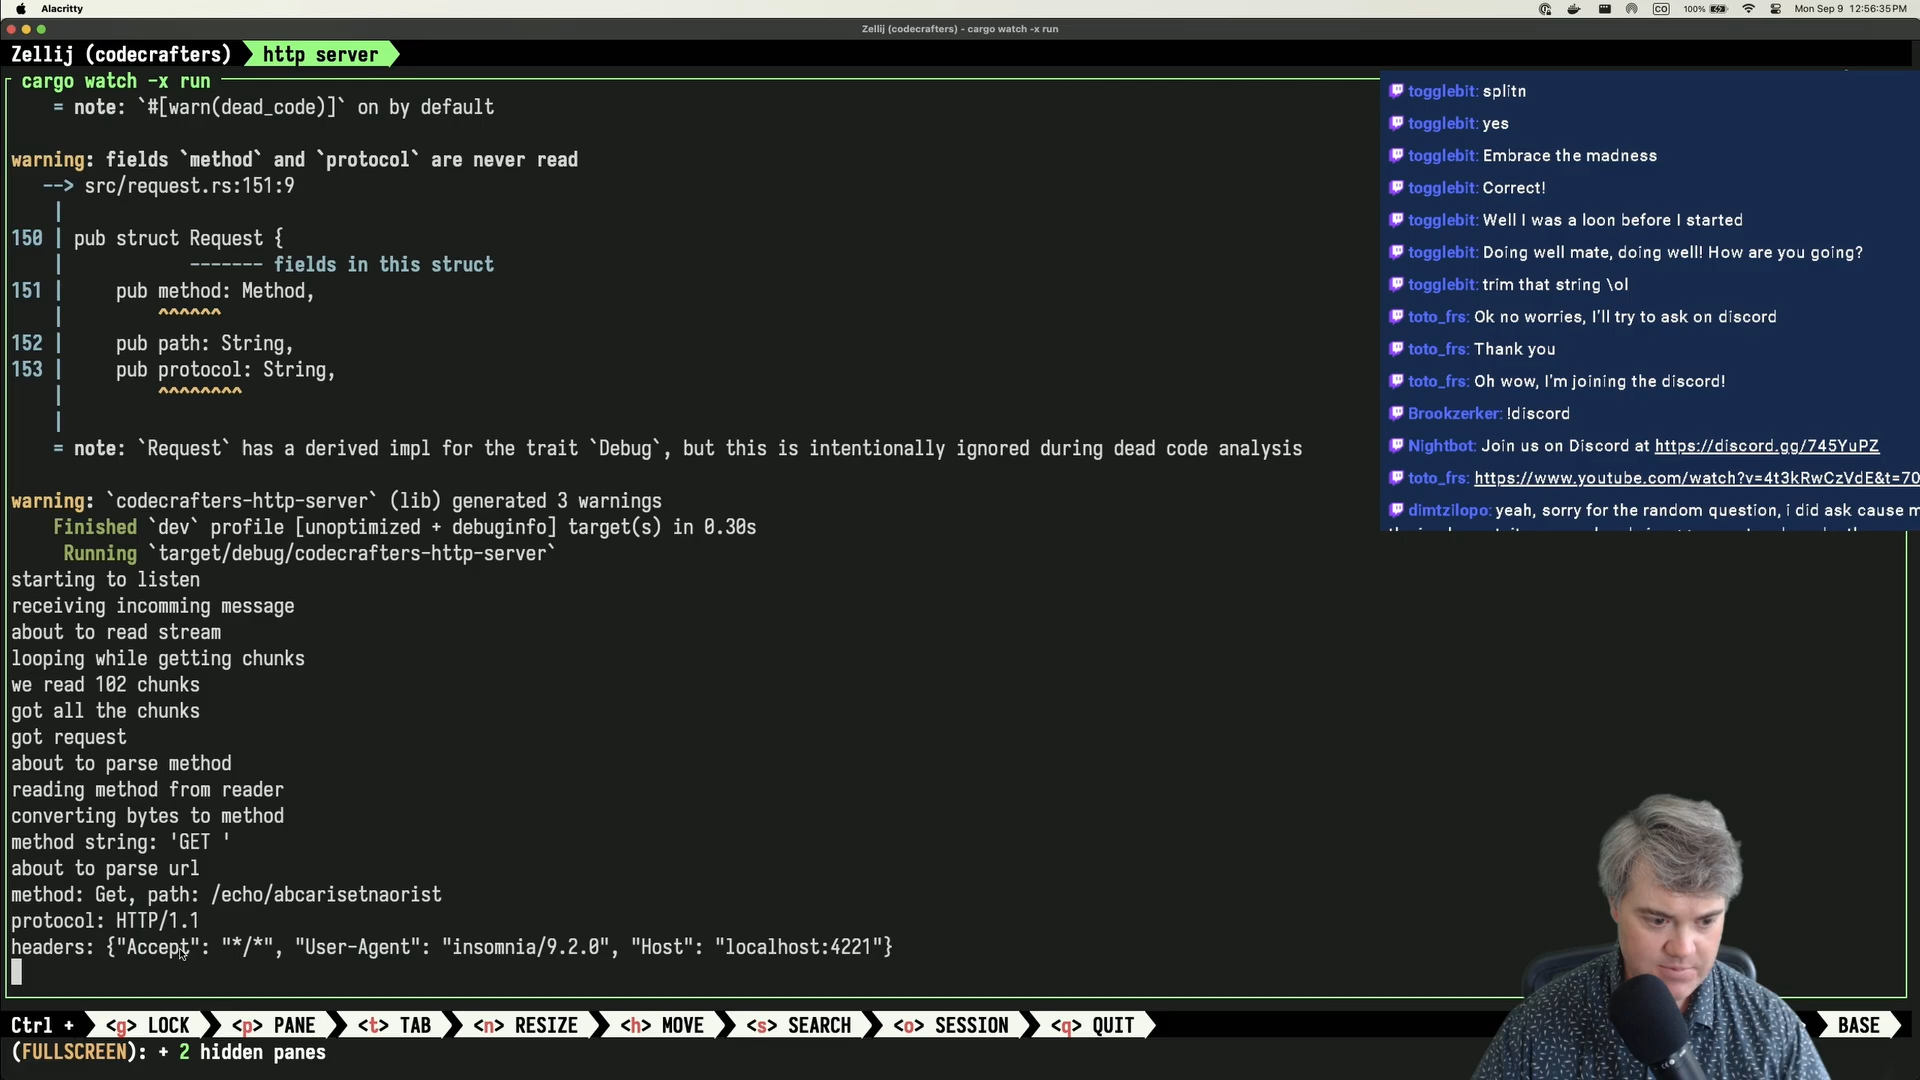 Alacritty
100%
Mon Sep 9 12:56:35 PM
Zellij (codecrafters) - cargo watch -x run
Zellij (codecrafters) http server
cargo watch -x run
= note: `#[warn(dead_code)]` on by default
warning: fields `method` and `protocol` are never read
--> src/request.rs:151:9
|
150 | pub struct Request {
| ------- fields in this struct
151 | pub method: Method,
| ^^^^^^
152 | pub path: String,
153 | pub protocol: String,
| ^^^^^^^^
|
= note: `Request` has a derived impl for the trait `Debug`, but this is intentionally ignored during dead code analysis
warning: `codecrafters-http-server` (lib) generated 3 warnings
Finished `dev` profile [unoptimized + debuginfo] target(s) in 0.30s
Running `target/debug/codecrafters-http-server`
starting to listen
receiving incomming message
about to read stream
looping while getting chunks
we read 102 chunks
got all the chunks
got request
about to parse method
reading method from reader
converting bytes to method
method string: 'GET '
about to parse url
method: Get, path: /echo/abcarisetnaorist
protocol: HTTP/1.1
headers: {"Accept": "*/*", "User-Agent": "insomnia/9.2.0", "Host": "localhost:4221"}
togglebit: splitn
togglebit: yes
togglebit: Embrace the madness
togglebit: Correct!
togglebit: Well I was a loon before I started
togglebit: Doing well mate, doing well! How are you going?
togglebit: trim that string \ol
toto_frs: Ok no worries, I'll try to ask on discord
toto_frs: Thank you
toto_frs: Oh wow, I'm joining the discord!
Brookzerker: !discord
Nightbot: Join us on Discord at https://discord.gg/745YuPZ
toto_frs: https://www.youtube.com/watch?v=4t3kRwCzVdE&t=70
dimtzilopo: yeah, sorry for the random question, i did ask cause m
Ctrl + <g> LOCK <p> PANE <t> TAB <n> RESIZE <h> MOVE <s> SEARCH <o> SESSION <q> QUIT BASE
(FULLSCREEN): + 2 hidden panes